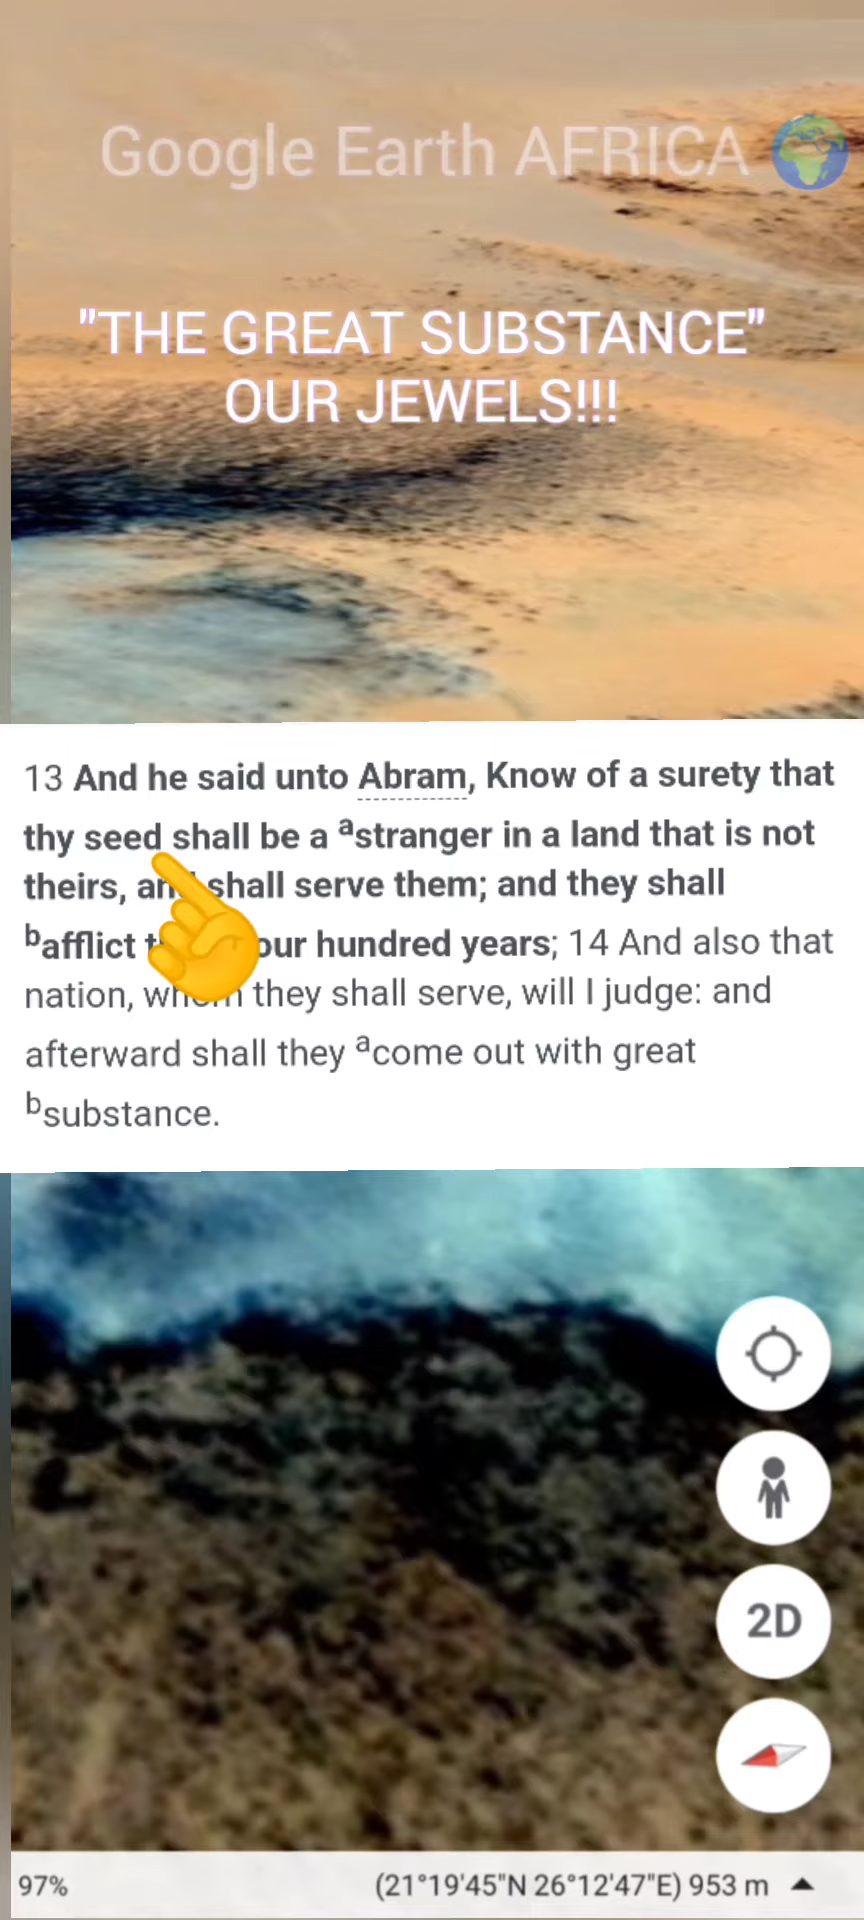 Google Earth AFRICA
"THE GREAT SUBSTANCE"
OUR JEWELS!!!
13 And he said unto Abram, Know of a surety that
thy seed shall be a astranger in a land that is not
theirs, shall serve them; and they shall
bafflict hundred years; 14 And also that
nation, whom they shall serve, will I judge: and
afterward shall they acome out with great
bsubstance.
2D
97% (21°19'45"N 26°12'47"E) 953 m